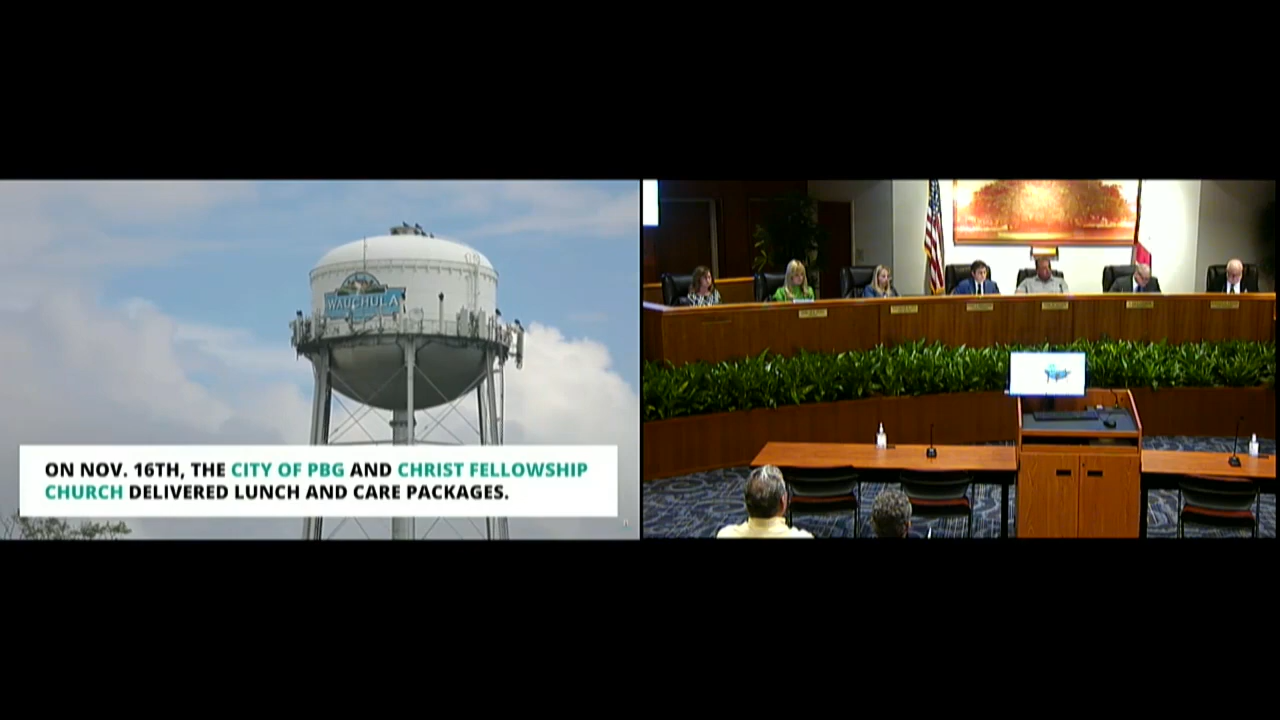 WAUCHULA
ON NOV. 16TH, THE CITY OF PBG AND CHRIST FELLOWSHIP
CHURCH DELIVERED LUNCH AND CARE PACKAGES.